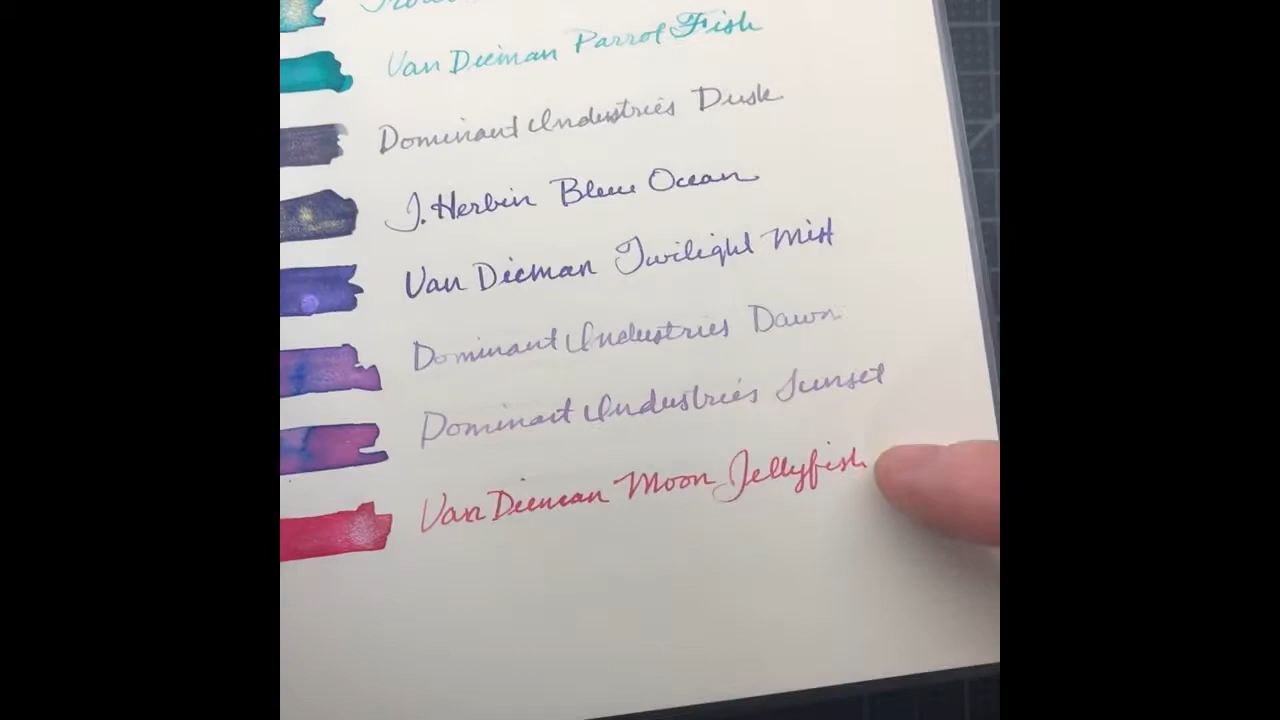 Van Dieman Parrot Fish
Dominant Industries Dusk
J. Herbin Bleu Ocean
Van Dieman Twilight Mist
Dominant Industries Dawn
Dominant Industries Sunset
Van Dieman Moon Jellyfish